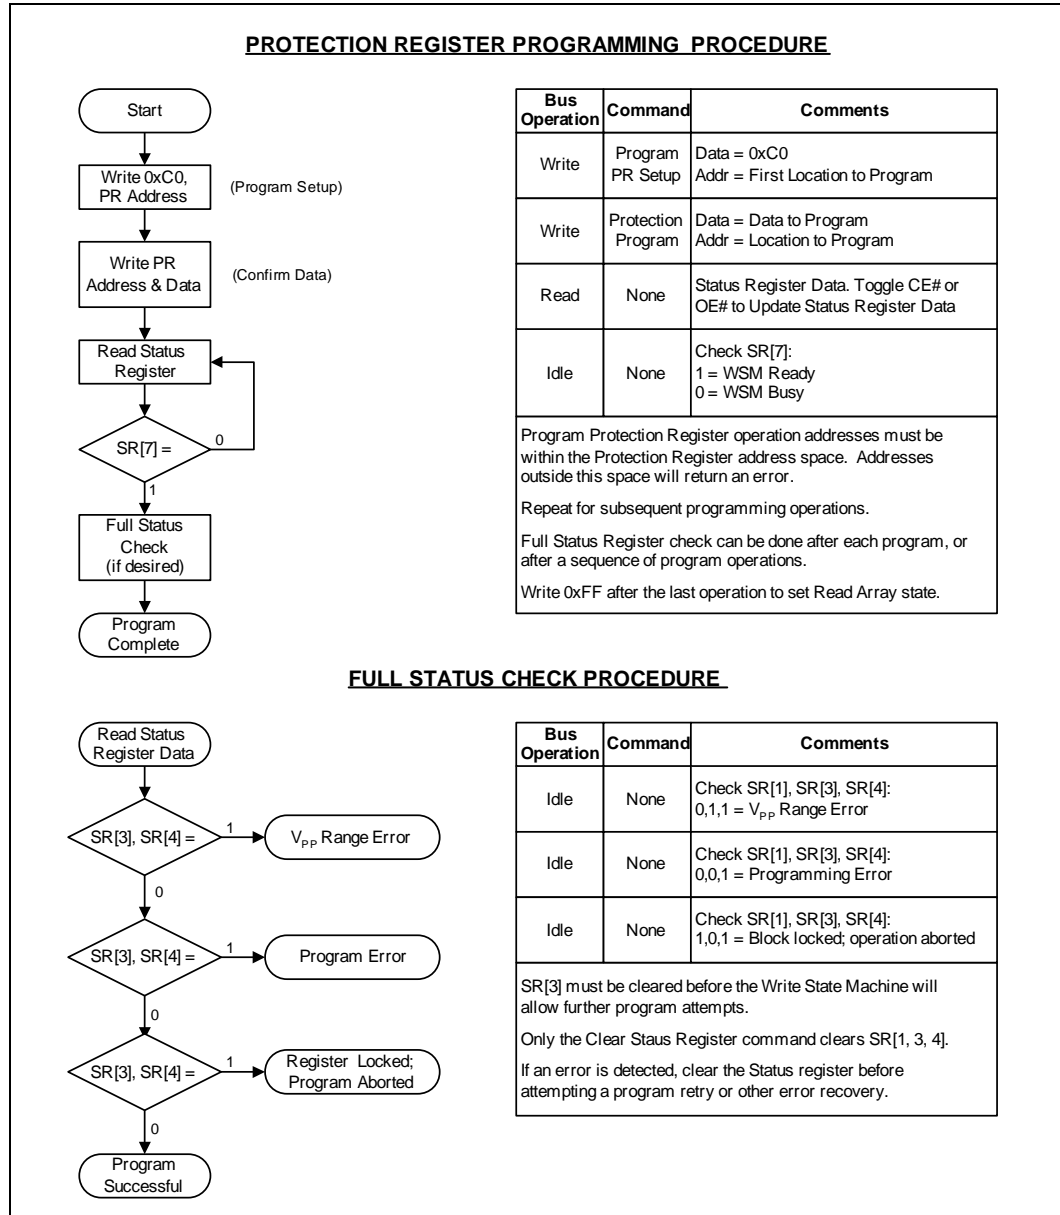 PROTECTION REGISTER PROGRAMMING PROCEDURE
Start
Write 0xC0,
PR Address
(Program Setup)
Write PR
Address & Data
(Confirm Data)
Read Status
Register
SR[7] =
0
1
Full Status
Check
(if desired)
Program
Complete
Bus
Operation
Command
Comments
Write
Program
PR Setup
Data = 0xC0
Addr = First Location to Program
Write
Protection
Program
Data = Data to Program
Addr = Location to Program
Read
None
Status Register Data. Toggle CE# or
OE# to Update Status Register Data
Idle
None
Check SR[7]:
1 = WSM Ready
0 = WSM Busy
Program Protection Register operation addresses must be
within the Protection Register address space. Addresses
outside this space will return an error.
Repeat for subsequent programming operations.
Full Status Register check can be done after each program, or
after a sequence of program operations.
Write 0xFF after the last operation to set Read Array state.
FULL STATUS CHECK PROCEDURE
Read Status
Register Data
SR[3], SR[4] =
1
VPP Range Error
0
SR[3], SR[4] =
1
Program Error
0
SR[3], SR[4] =
1
Register Locked;
Program Aborted
0
Program
Successful
Bus
Operation
Command
Comments
Idle
None
Check SR[1], SR[3], SR[4]:
0,1,1 = VPP Range Error
Idle
None
Check SR[1], SR[3], SR[4]:
0,0,1 = Programming Error
Idle
None
Check SR[1], SR[3], SR[4]:
1,0,1 = Block locked; operation aborted
SR[3] must be cleared before the Write State Machine will
allow further program attempts.
Only the Clear Staus Register command clears SR[1, 3, 4].
If an error is detected, clear the Status register before
attempting a program retry or other error recovery.